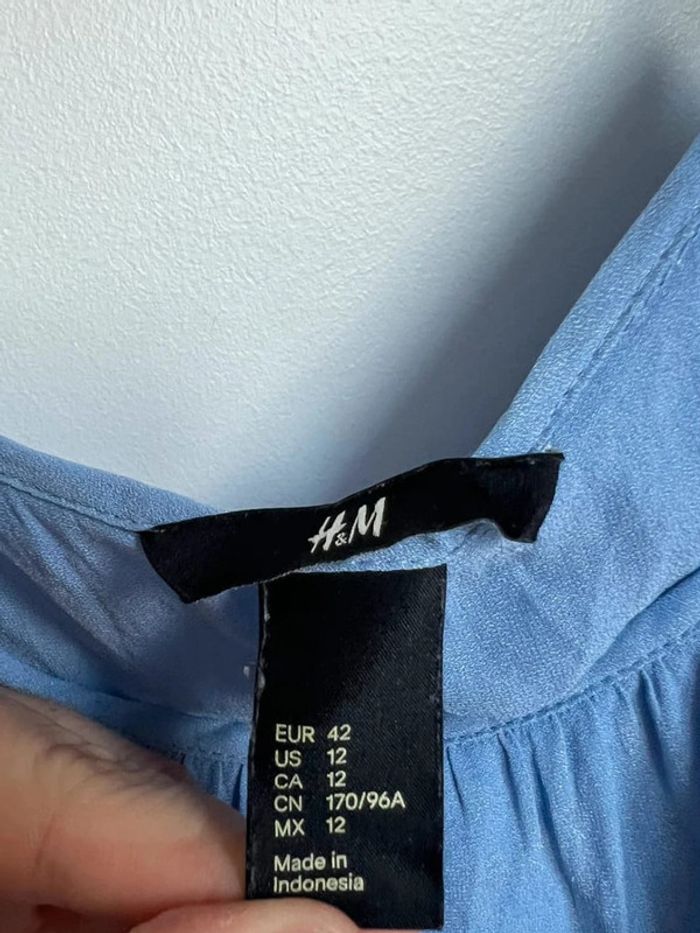 H&M
EUR 42
US 12
CA 12
CN 170/96A
MX 12
Made in
Indonesia